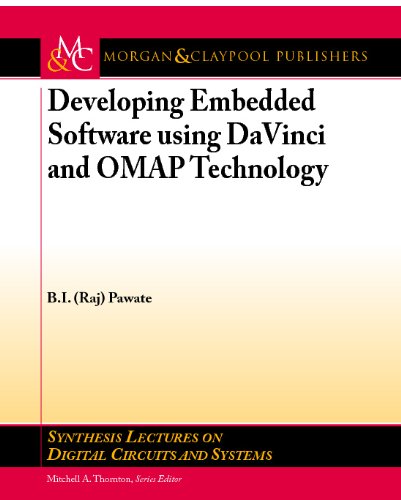 M
&C
MORGAN & CLAYPOOL PUBLISHERS
Developing Embedded
Software using DaVinci
and OMAP Technology
B.I. (Raj) Pawate
SYNTHESIS LECTURES ON
DIGITAL CIRCUITS AND SYSTEMS
Mitchell A. Thornton, Series Editor